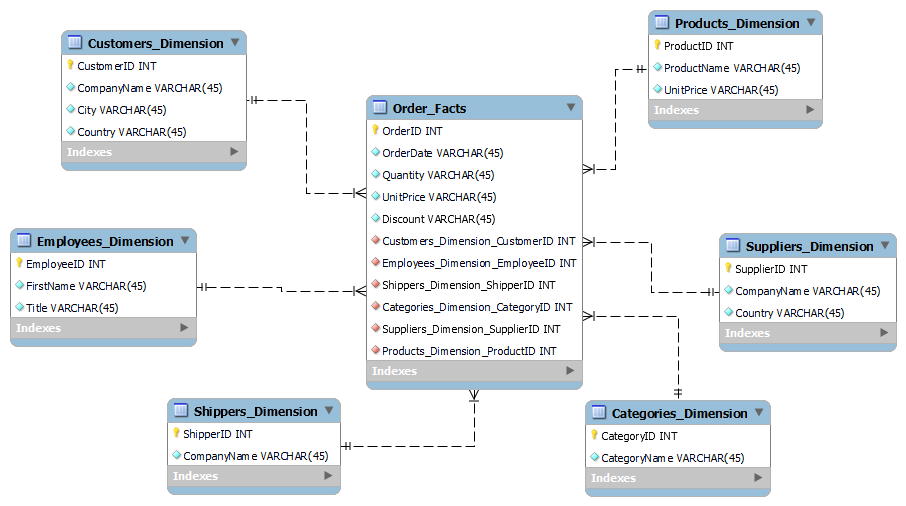 Customers_Dimension
CustomerID INT
CompanyName VARCHAR(45)
City VARCHAR(45)
Country VARCHAR(45)
Indexes
Products_Dimension
ProductID INT
ProductName VARCHAR(45)
UnitPrice VARCHAR(45)
Indexes
Order_Facts
OrderID INT
OrderDate VARCHAR(45)
Quantity VARCHAR(45)
UnitPrice VARCHAR(45)
Discount VARCHAR(45)
Customers_Dimension_CustomerID INT
Employees_Dimension_EmployeeID INT
Shippers_Dimension_ShipperID INT
Categories_Dimension_CategoryID INT
Suppliers_Dimension_SupplierID INT
Products_Dimension_ProductID INT
Indexes
Employees_Dimension
EmployeeID INT
FirstName VARCHAR(45)
Title VARCHAR(45)
Indexes
Suppliers_Dimension
SupplierID INT
CompanyName VARCHAR(45)
Country VARCHAR(45)
Indexes
Shippers_Dimension
ShipperID INT
CompanyName VARCHAR(45)
Indexes
Categories_Dimension
CategoryID INT
CategoryName VARCHAR(45)
Indexes